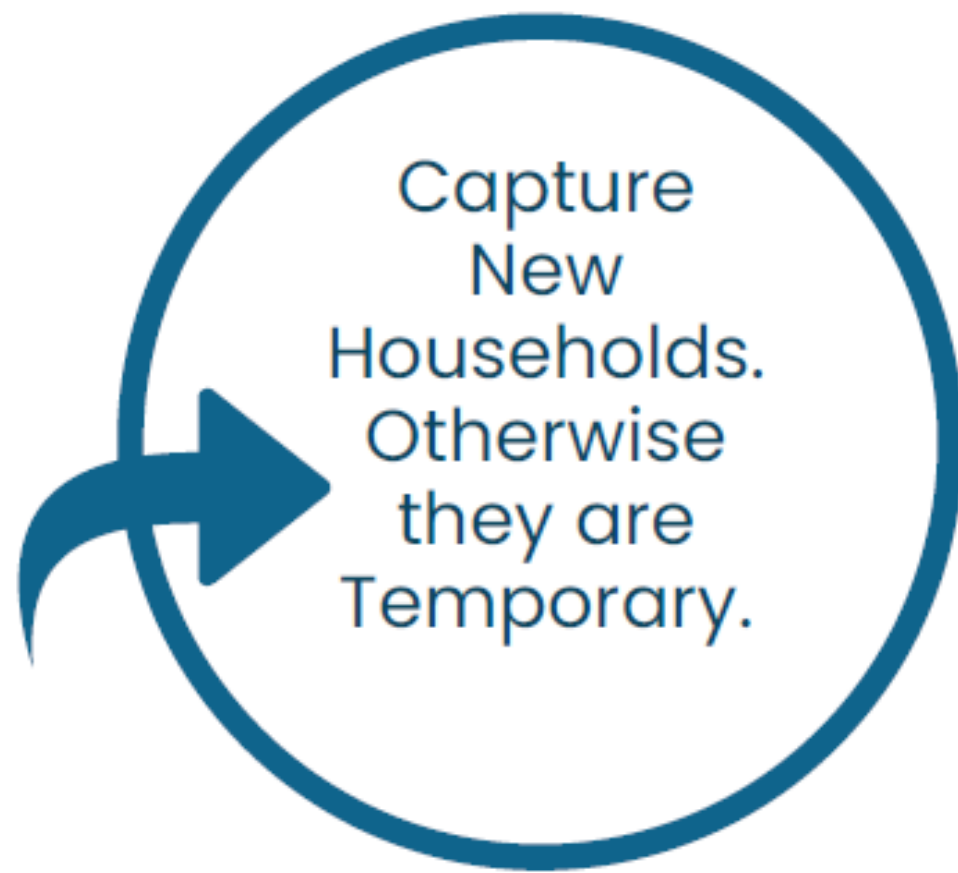 Capture
New
Households.
Otherwise
they are
Temporary.